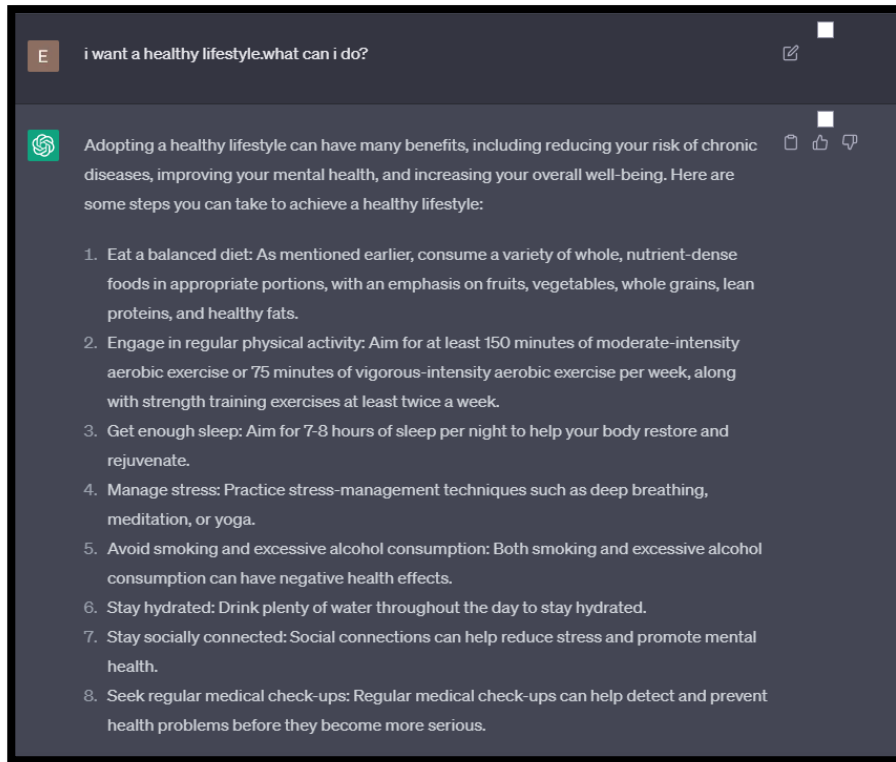 E
i want a healthy lifestyle.what can i do?
Adopting a healthy lifestyle can have many benefits, including reducing your risk of chronic
diseases, improving your mental health, and increasing your overall well-being. Here are
some steps you can take to achieve a healthy lifestyle:
1. Eat a balanced diet: As mentioned earlier, consume a variety of whole, nutrient-dense
foods in appropriate portions, with an emphasis on fruits, vegetables, whole grains, lean
proteins, and healthy fats.
2. Engage in regular physical activity: Aim for at least 150 minutes of moderate-intensity
aerobic exercise or 75 minutes of vigorous-intensity aerobic exercise per week, along
with strength training exercises at least twice a week.
3. Get enough sleep: Aim for 7-8 hours of sleep per night to help your body restore and
rejuvenate.
4. Manage stress: Practice stress-management techniques such as deep breathing,
meditation, or yoga.
5. Avoid smoking and excessive alcohol consumption: Both smoking and excessive alcohol
consumption can have negative health effects.
6. Stay hydrated: Drink plenty of water throughout the day to stay hydrated.
7. Stay socially connected: Social connections can help reduce stress and promote mental
health.
8. Seek regular medical check-ups: Regular medical check-ups can help detect and prevent
health problems before they become more serious.